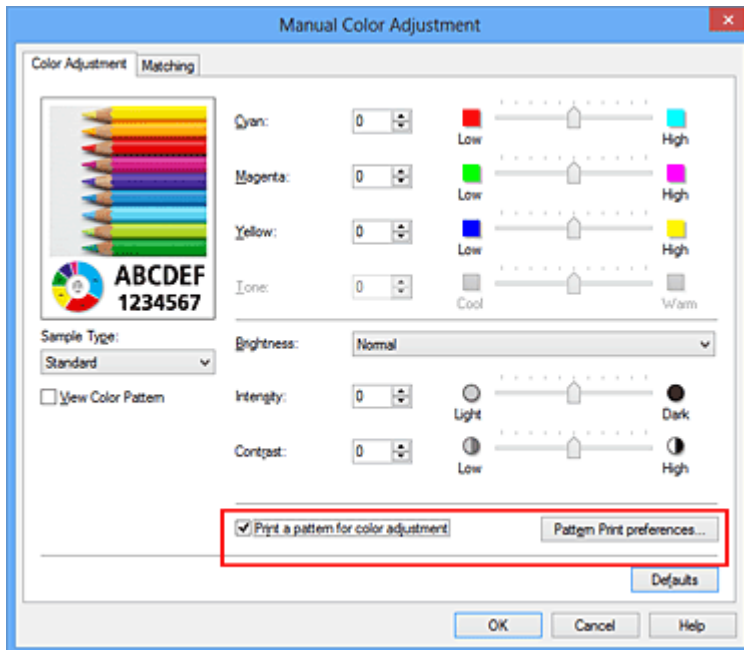 Manual Color Adjustment
Color Adjustment Matching
Cyan: 0 Low High
Magenta: 0 Low High
Yellow: 0 Low High
Tone: 0 Cool Warm
ABCDEF
1234567
Sample Type:
Standard
View Color Pattern
Brightness: Normal
Intensity: 0 Light Dark
Contrast: 0 Low High
Print a pattern for color adjustment Pattern Print preferences...
Defaults
OK Cancel Help